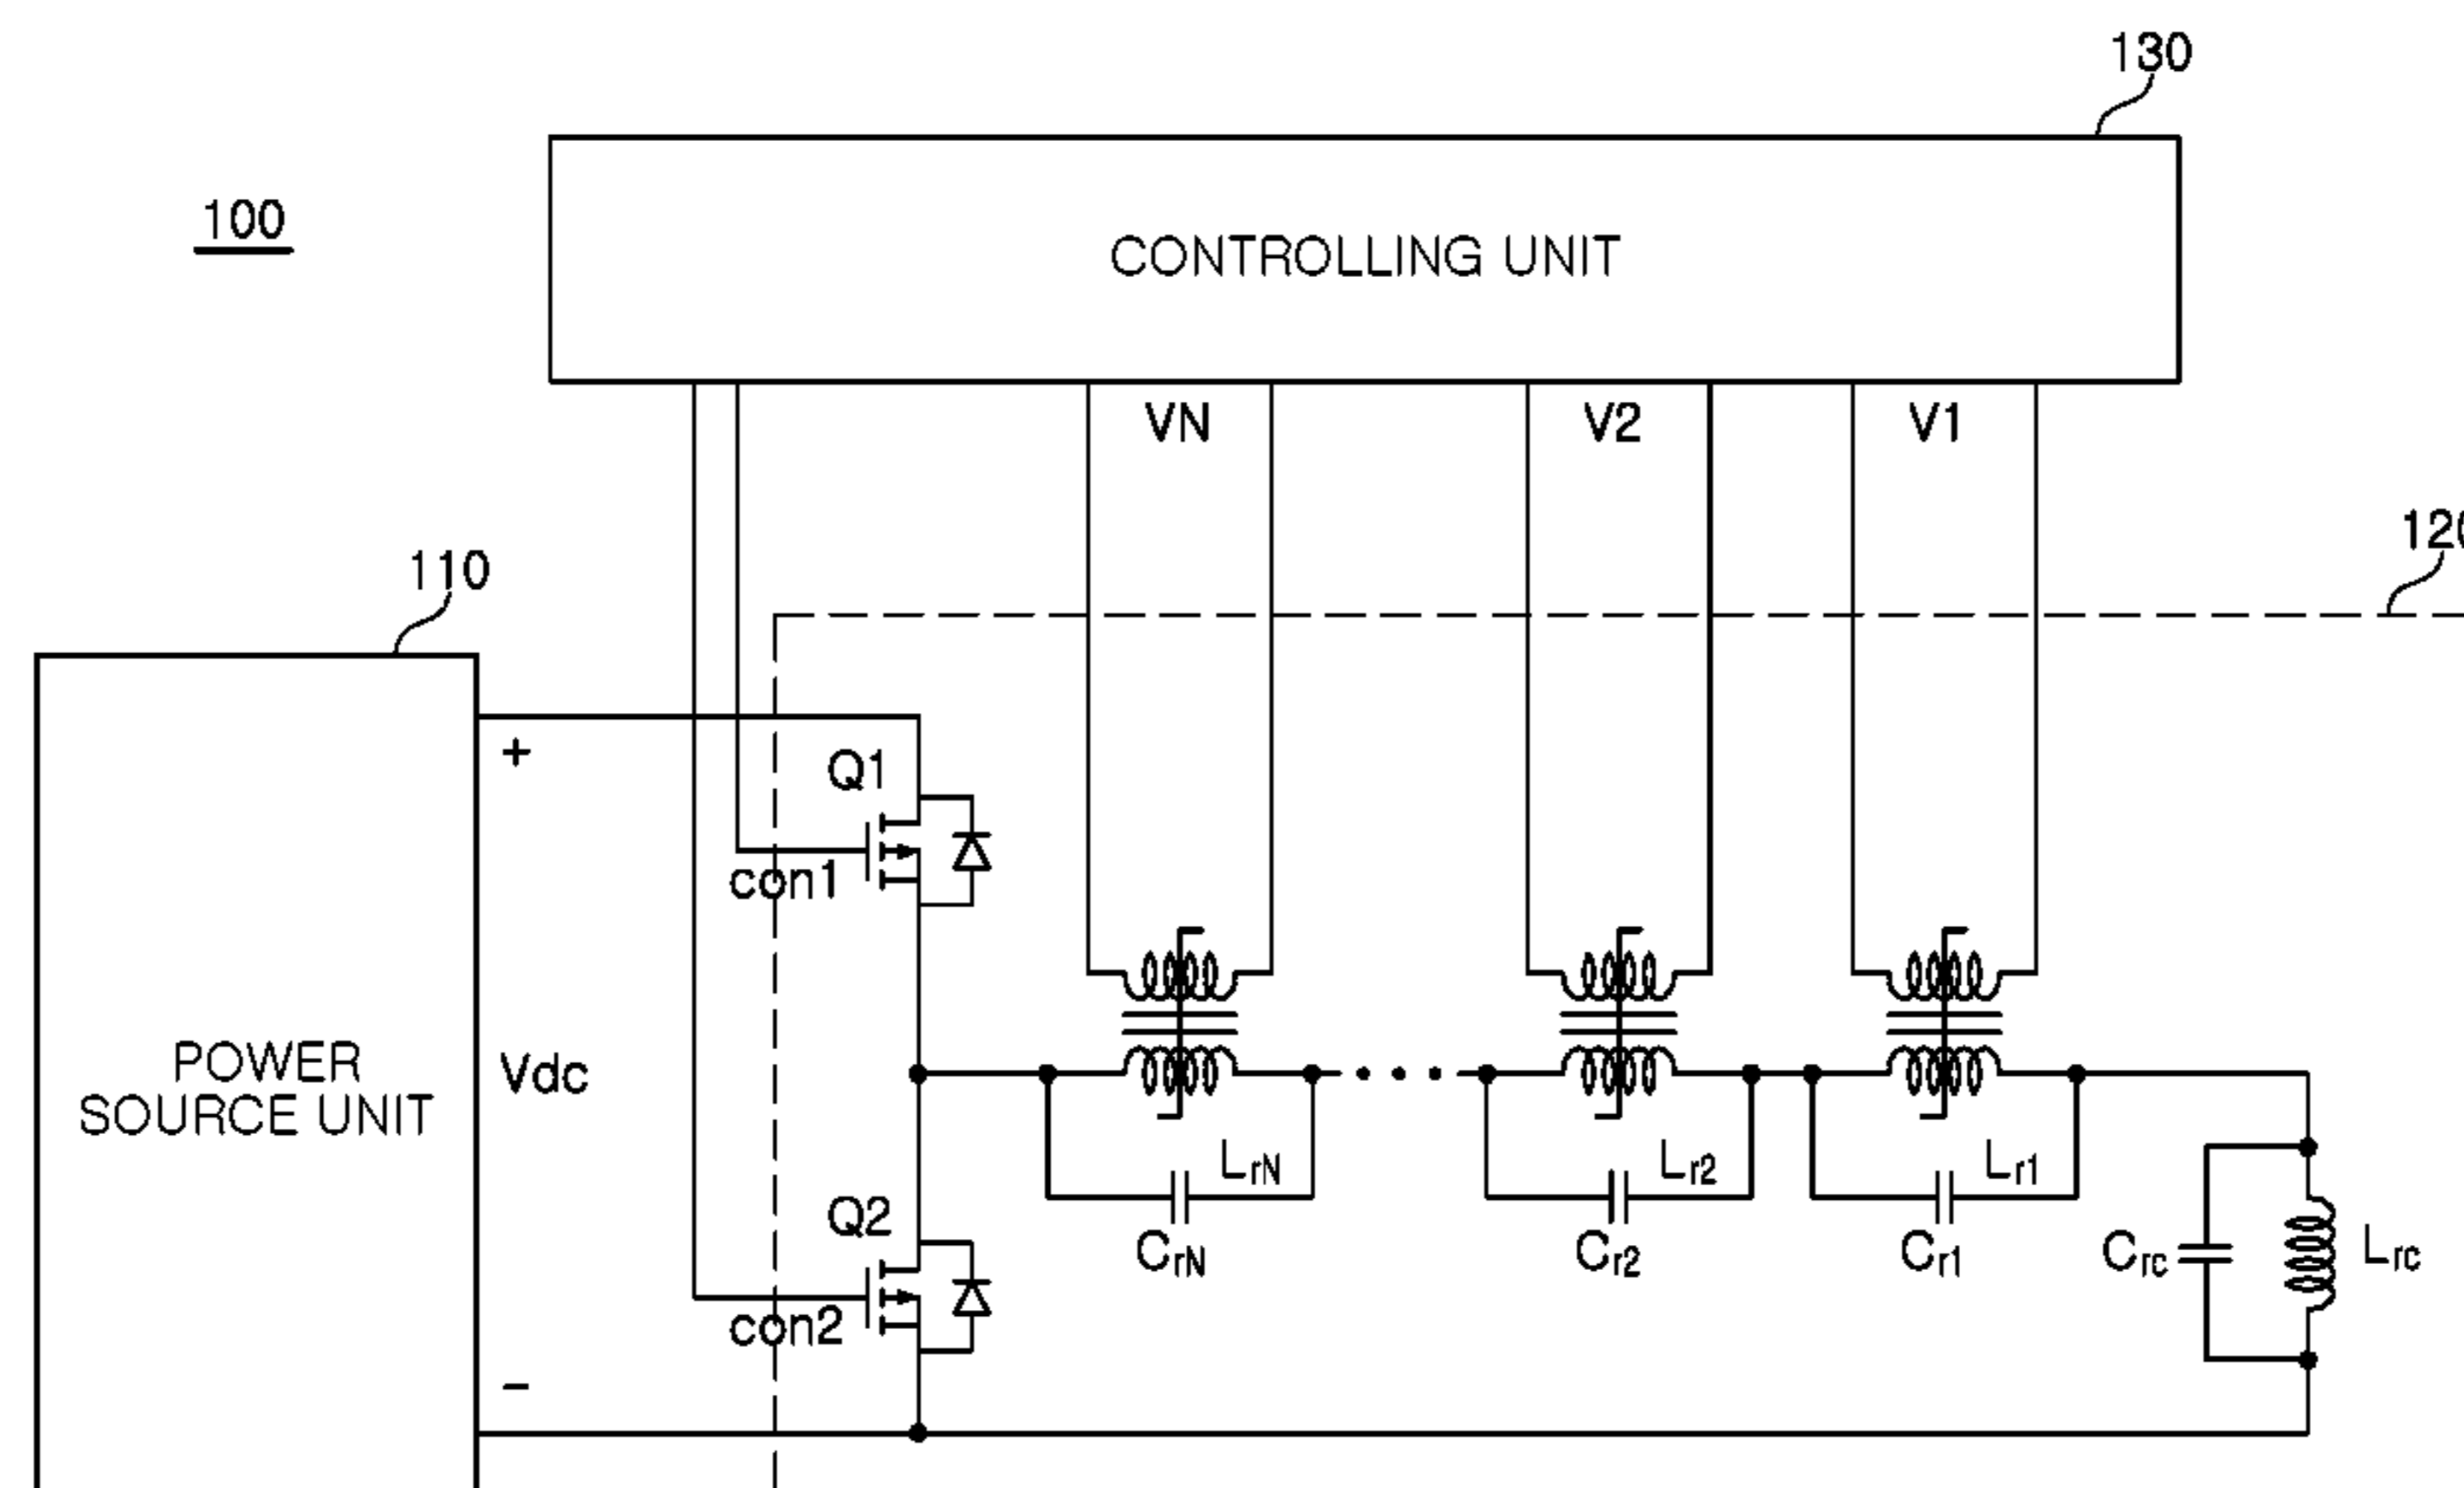 130
100
CONTROLLING UNIT
VN
V2
V1
110
+
Q1
con1
POWER
SOURCE UNIT
Vdc
LrN
Lr2
Lr1
Q2
CrN
Cr2
Cr1
Crc
Lrc
con2
−